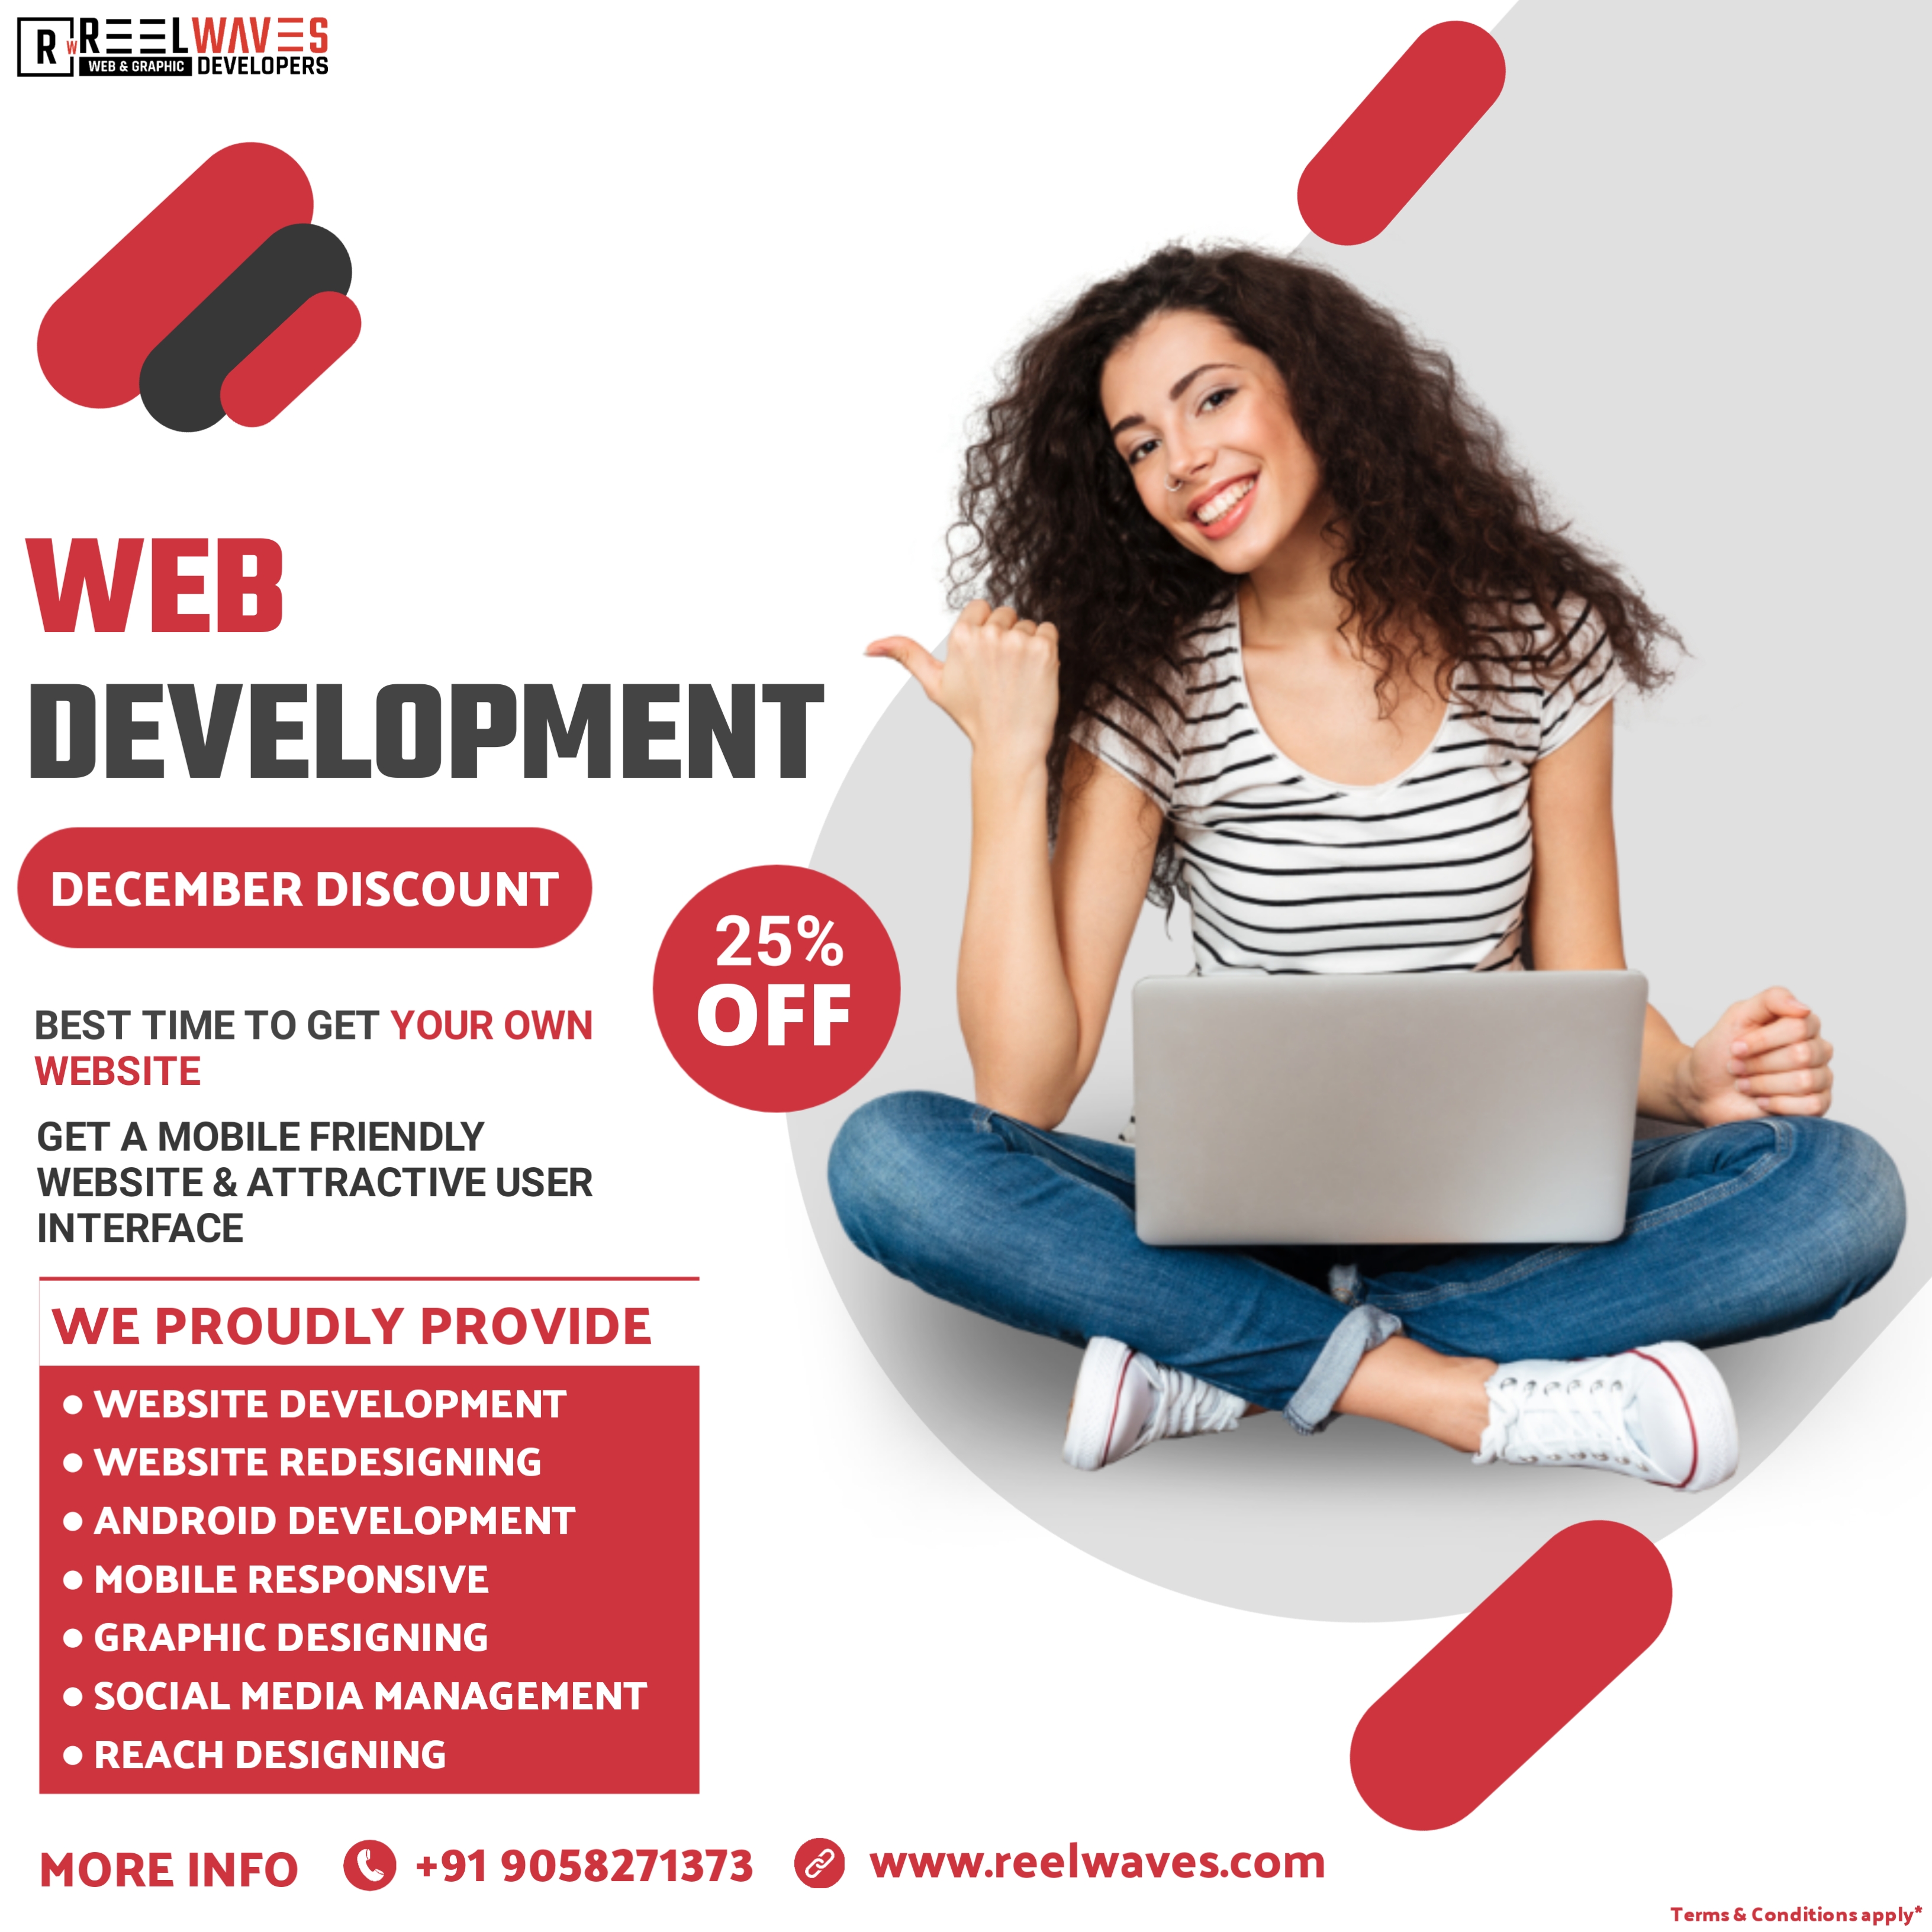 R W REELWAVES
WEB & GRAPHIC DEVELOPERS
WEB
DEVELOPMENT
DECEMBER DISCOUNT
25%
OFF
BEST TIME TO GET YOUR OWN
WEBSITE
GET A MOBILE FRIENDLY
WEBSITE & ATTRACTIVE USER
INTERFACE
WE PROUDLY PROVIDE
• WEBSITE DEVELOPMENT
• WEBSITE REDESIGNING
• ANDROID DEVELOPMENT
• MOBILE RESPONSIVE
• GRAPHIC DESIGNING
• SOCIAL MEDIA MANAGEMENT
• REACH DESIGNING
MORE INFO +91 9058271373 www.reelwaves.com
Terms & Conditions apply*